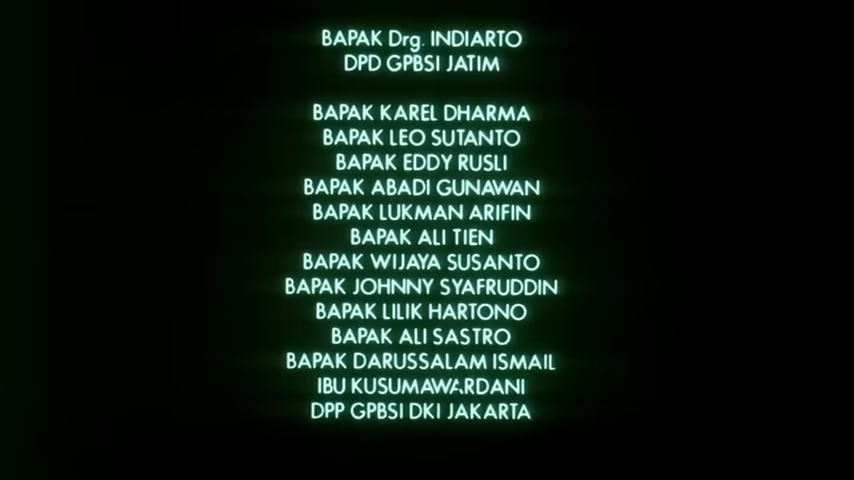 BAPAK Drg. INDIARTO
DPD GPBSI JATIM
BAPAK KAREL DHARMA
BAPAK LEO SUTANTO
BAPAK EDDY RUSLI
BAPAK ABADI GUNAWAN
BAPAK LUKMAN ARIFIN
BAPAK ALI TIEN
BAPAK WIJAYA SUSANTO
BAPAK JOHNNY SYAFRUDDIN
BAPAK LILIK HARTONO
BAPAK ALI SASTRO
BAPAK DARUSSALAM ISMAIL
IBU KUSUMAWARDANI
DPP GPBSI DKI JAKARTA